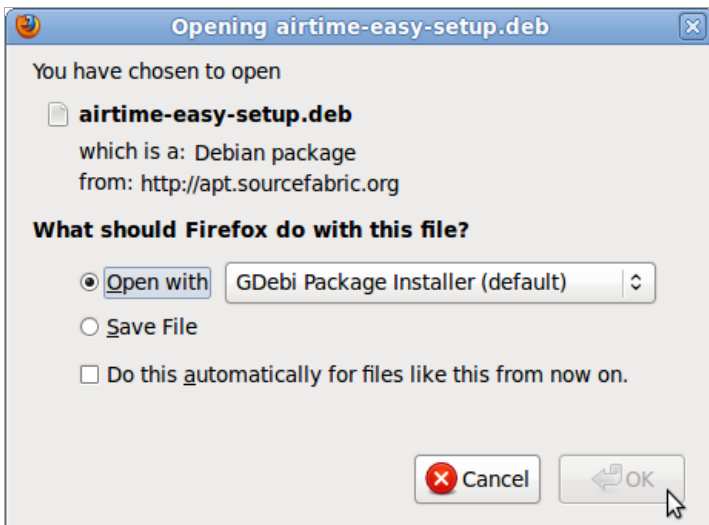 Opening airtime-easy-setup.deb
You have chosen to open
airtime-easy-setup.deb
which is a: Debian package
from: http://apt.sourcefabric.org
What should Firefox do with this file?
Open with GDebi Package Installer (default)
Save File
Do this automatically for files like this from now on.
Cancel OK